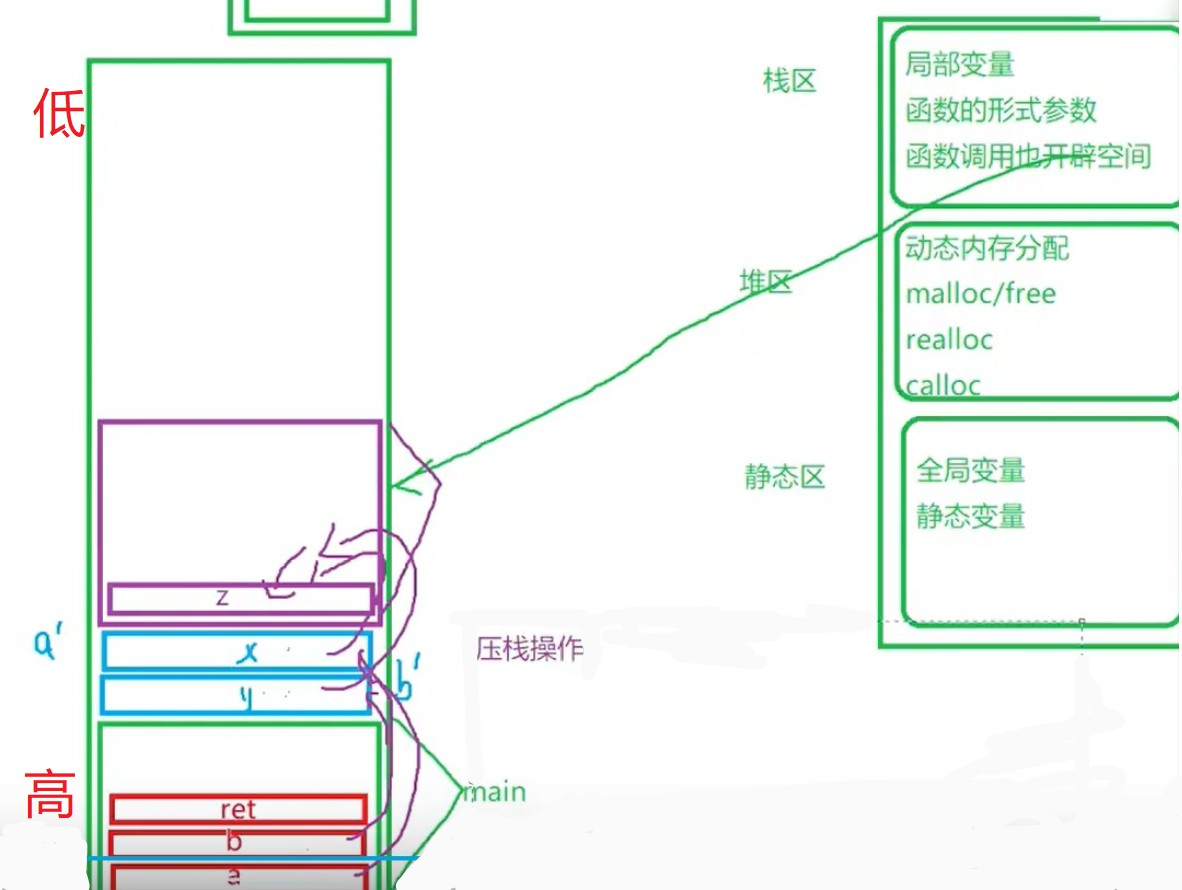 低
栈区
局部变量
函数的形式参数
函数调用也开辟空间
堆区
动态内存分配
malloc/free
realloc
calloc
静态区
全局变量
静态变量
z
a'
x
压栈操作
y
b'
高
main
ret
b
a